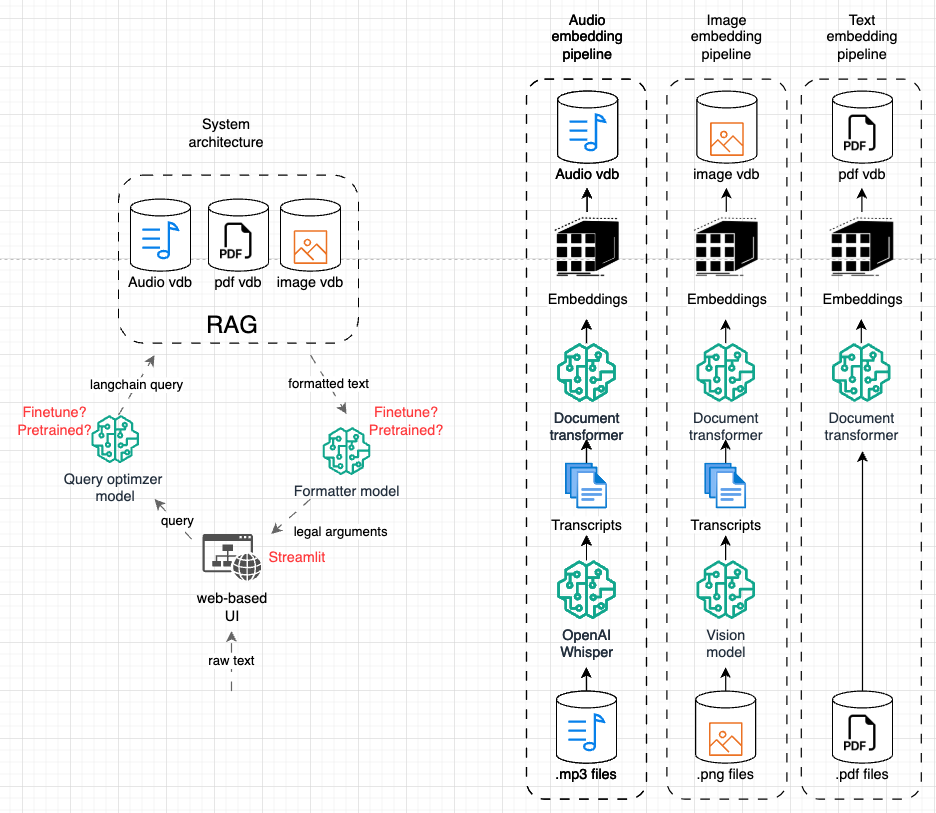 System
architecture
Audio vdb
pdf vdb
image vdb
PDF
RAG
langchain query
formatted text
Finetune?
Pretrained?
Finetune?
Pretrained?
Query optimzer
model
Formatter model
query
legal arguments
Streamlit
web-based
UI
raw text
Audio
embedding
pipeline
Audio vdb
Embeddings
Document
transformer
Transcripts
OpenAI
Whisper
.mp3 files
Image
embedding
pipeline
image vdb
Embeddings
Document
transformer
Transcripts
Vision
model
.png files
Text
embedding
pipeline
PDF
pdf vdb
Embeddings
Document
transformer
PDF
.pdf files